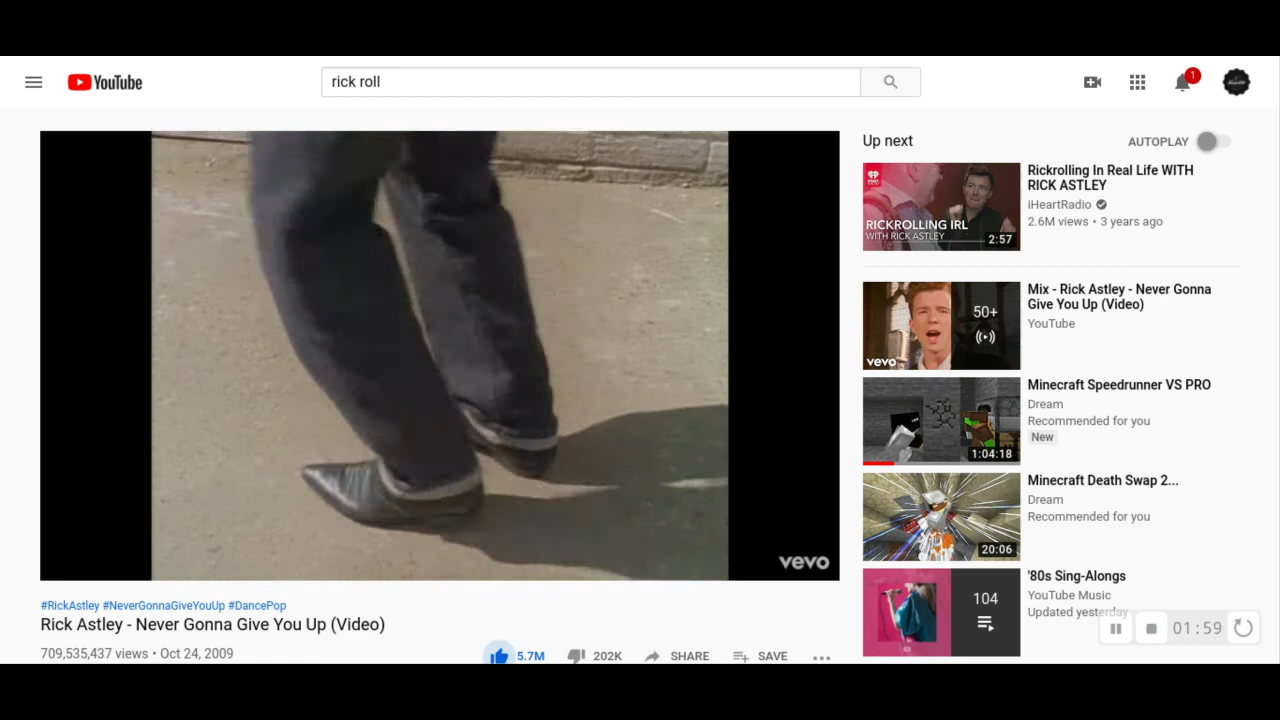 YouTube
rick roll
1
vevo
#RickAstley #NeverGonnaGiveYouUp #DancePop
Rick Astley - Never Gonna Give You Up (Video)
709,535,437 views • Oct 24, 2009
5.7M
202K
SHARE
SAVE
Up next
AUTOPLAY
RICKROLLING IRL
WITH RICK ASTLEY
2:57
Rickrolling In Real Life WITH
RICK ASTLEY
iHeartRadio
2.6M views • 3 years ago
50+
vevo
Mix - Rick Astley - Never Gonna
Give You Up (Video)
YouTube
1:04:18
Minecraft Speedrunner VS PRO
Dream
Recommended for you
New
20:06
Minecraft Death Swap 2...
Dream
Recommended for you
104
'80s Sing-Alongs
YouTube Music
Updated yesterday
01:59